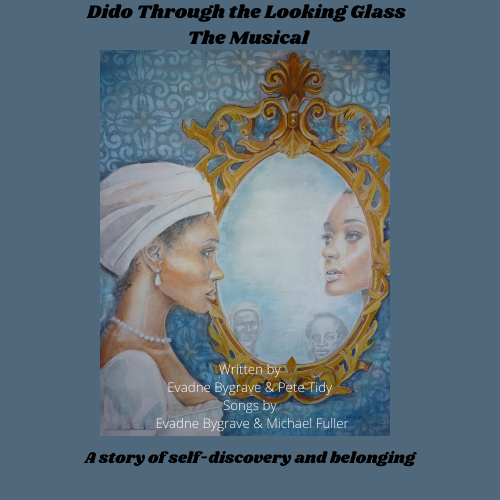 Dido Through the Looking Glass
The Musical
Written by
Evadne Bygrave & Pete Tidy
Songs by
Evadne Bygrave & Michael Fuller
A story of self-discovery and belonging